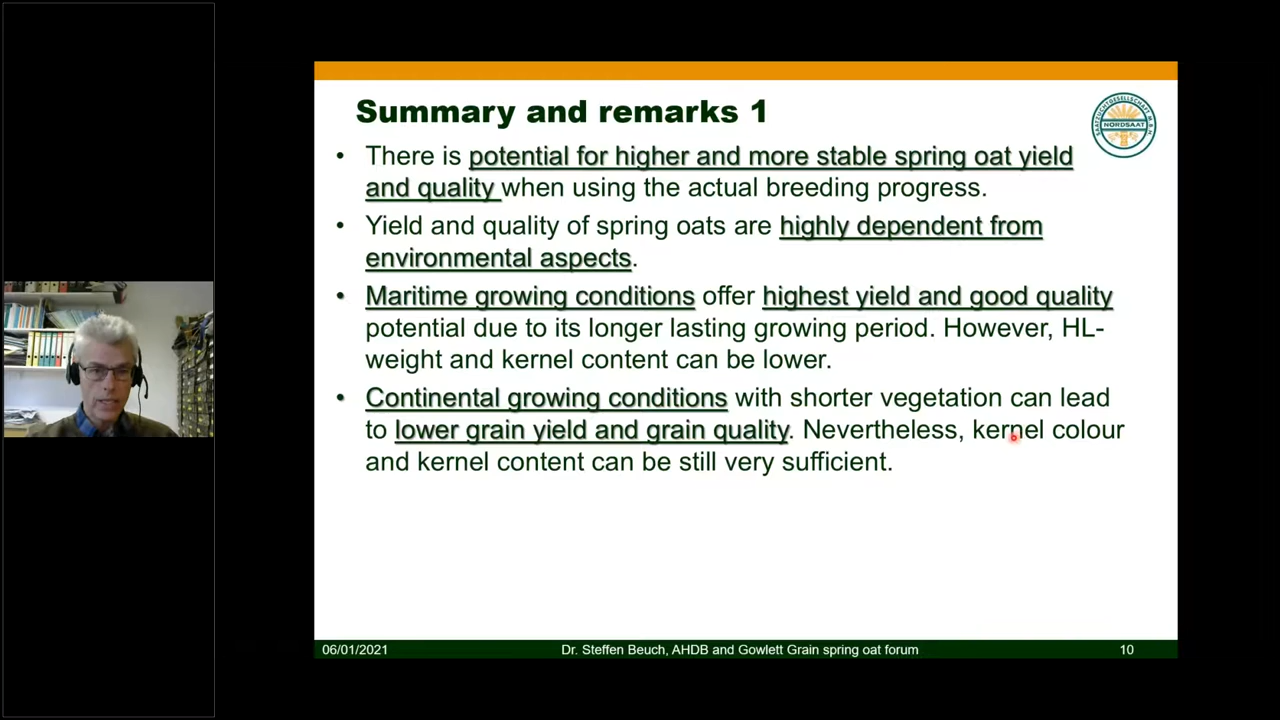 Summary and remarks 1
NORDSAAT
• There is potential for higher and more stable spring oat yield
and quality when using the actual breeding progress.
• Yield and quality of spring oats are highly dependent from
environmental aspects.
• Maritime growing conditions offer highest yield and good quality
potential due to its longer lasting growing period. However, HL-
weight and kernel content can be lower.
• Continental growing conditions with shorter vegetation can lead
to lower grain yield and grain quality. Nevertheless, kernel colour
and kernel content can be still very sufficient.
06/01/2021
Dr. Steffen Beuch, AHDB and Gowlett Grain spring oat forum
10